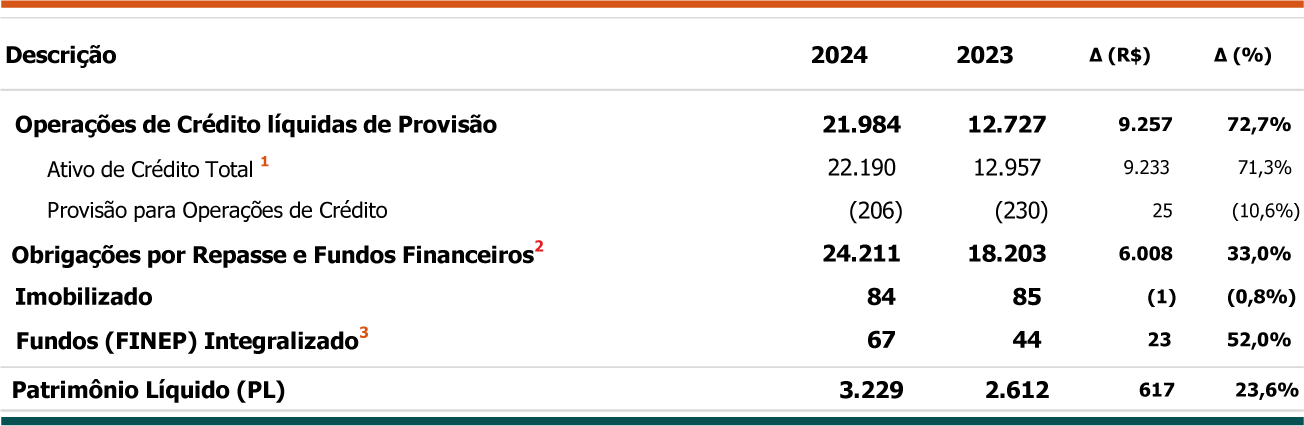 Descrição 2024 2023 Δ (R$) Δ (%)
Operações de Crédito líquidas de Provisão 21.984 12.727 9.257 72,7%
Ativo de Crédito Total 1 22.190 12.957 9.233 71,3%
Provisão para Operações de Crédito (206) (230) 25 (10,6%)
Obrigações por Repasse e Fundos Financeiros2 24.211 18.203 6.008 33,0%
Imobilizado 84 85 (1) (0,8%)
Fundos (FINEP) Integralizado3 67 44 23 52,0%
Patrimônio Líquido (PL) 3.229 2.612 617 23,6%